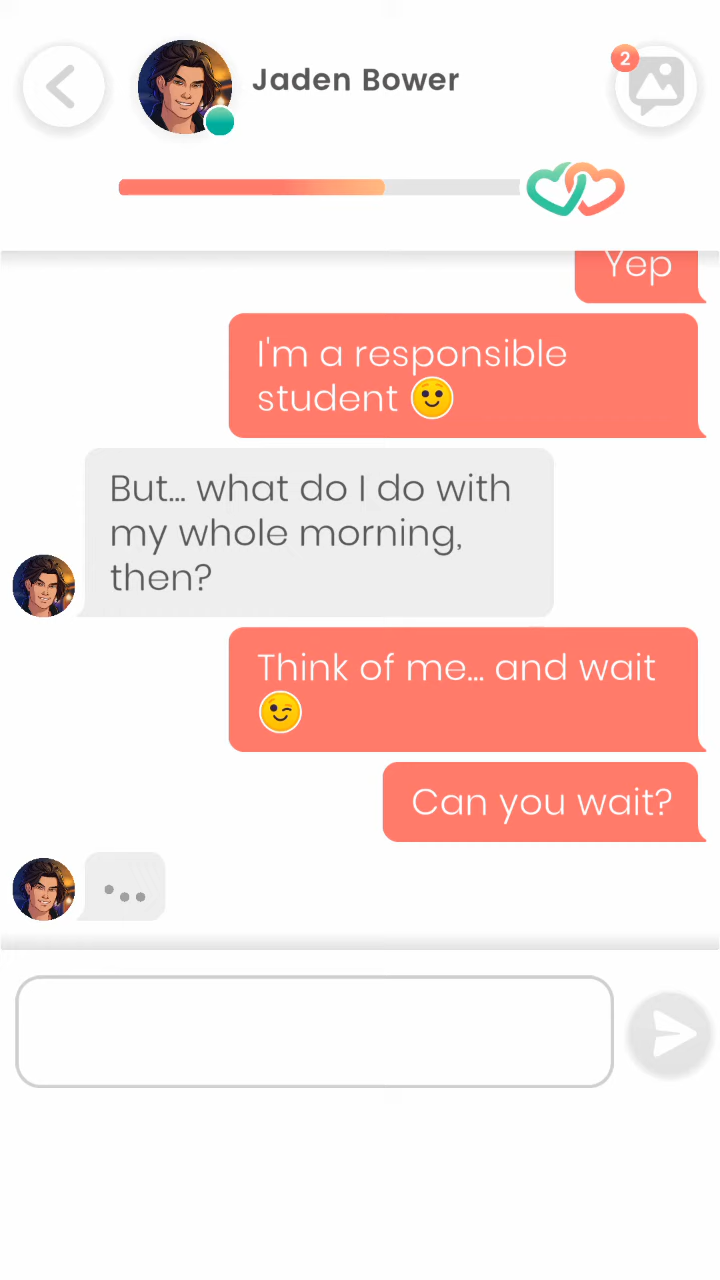 Jaden Bower
2
Yep
I'm a responsible
student 🙂
But... what do I do with
my whole morning,
then?
Think of me... and wait
😉
Can you wait?